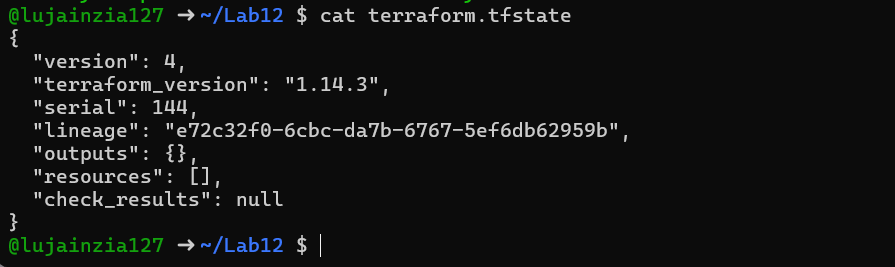 @lujainzia127 ➜ ~/Lab12 $ cat terraform.tfstate
{
  "version": 4,
  "terraform_version": "1.14.3",
  "serial": 144,
  "lineage": "e72c32f0-6cbc-da7b-6767-5ef6db62959b",
  "outputs": {},
  "resources": [],
  "check_results": null
}
@lujainzia127 ➜ ~/Lab12 $